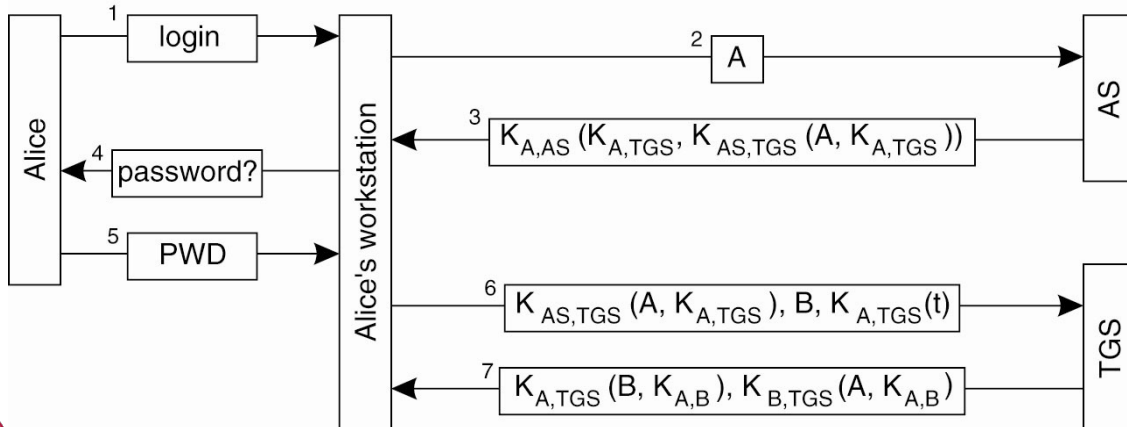 Alice
1
login
Alice's workstation
2
A
AS
3
K_A,AS (K_A,TGS, K_AS,TGS (A, K_A,TGS ))
4
password?
5
PWD
6
K_AS,TGS (A, K_A,TGS), B, K_A,TGS(t)
TGS
7
K_A,TGS (B, K_A,B), K_B,TGS (A, K_A,B)